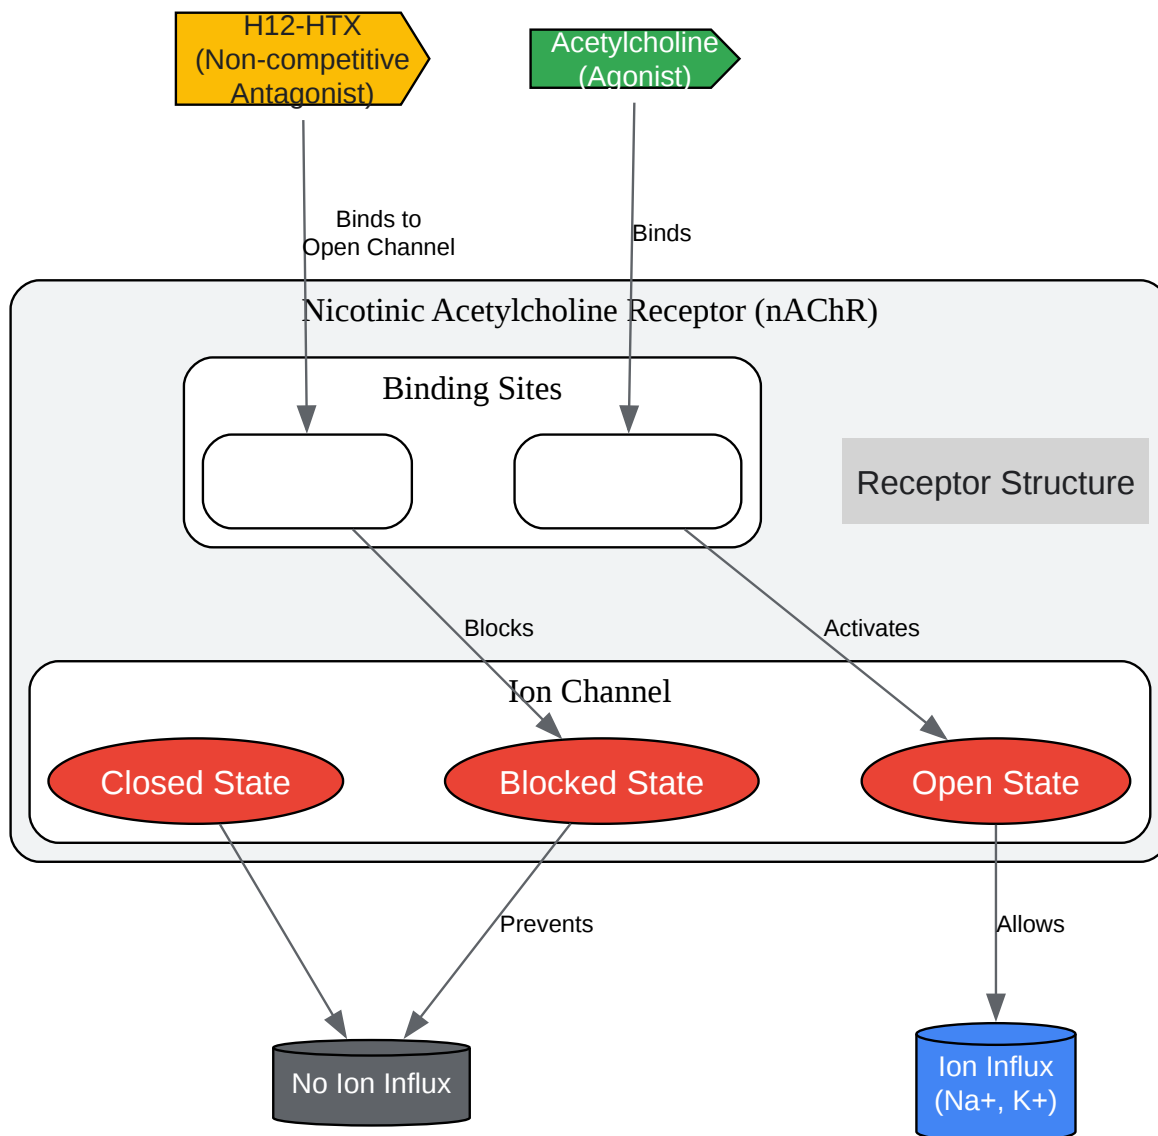 H12-HTX
(Non-competitive
Antagonist)
Acetylcholine
(Agonist)
Binds to
Open Channel
Binds
Nicotinic Acetylcholine Receptor (nAChR)
Binding Sites
Receptor Structure
Blocks
Activates
Ion Channel
Closed State
Blocked State
Open State
Prevents
Allows
No Ion Influx
Ion Influx
(Na+, K+)